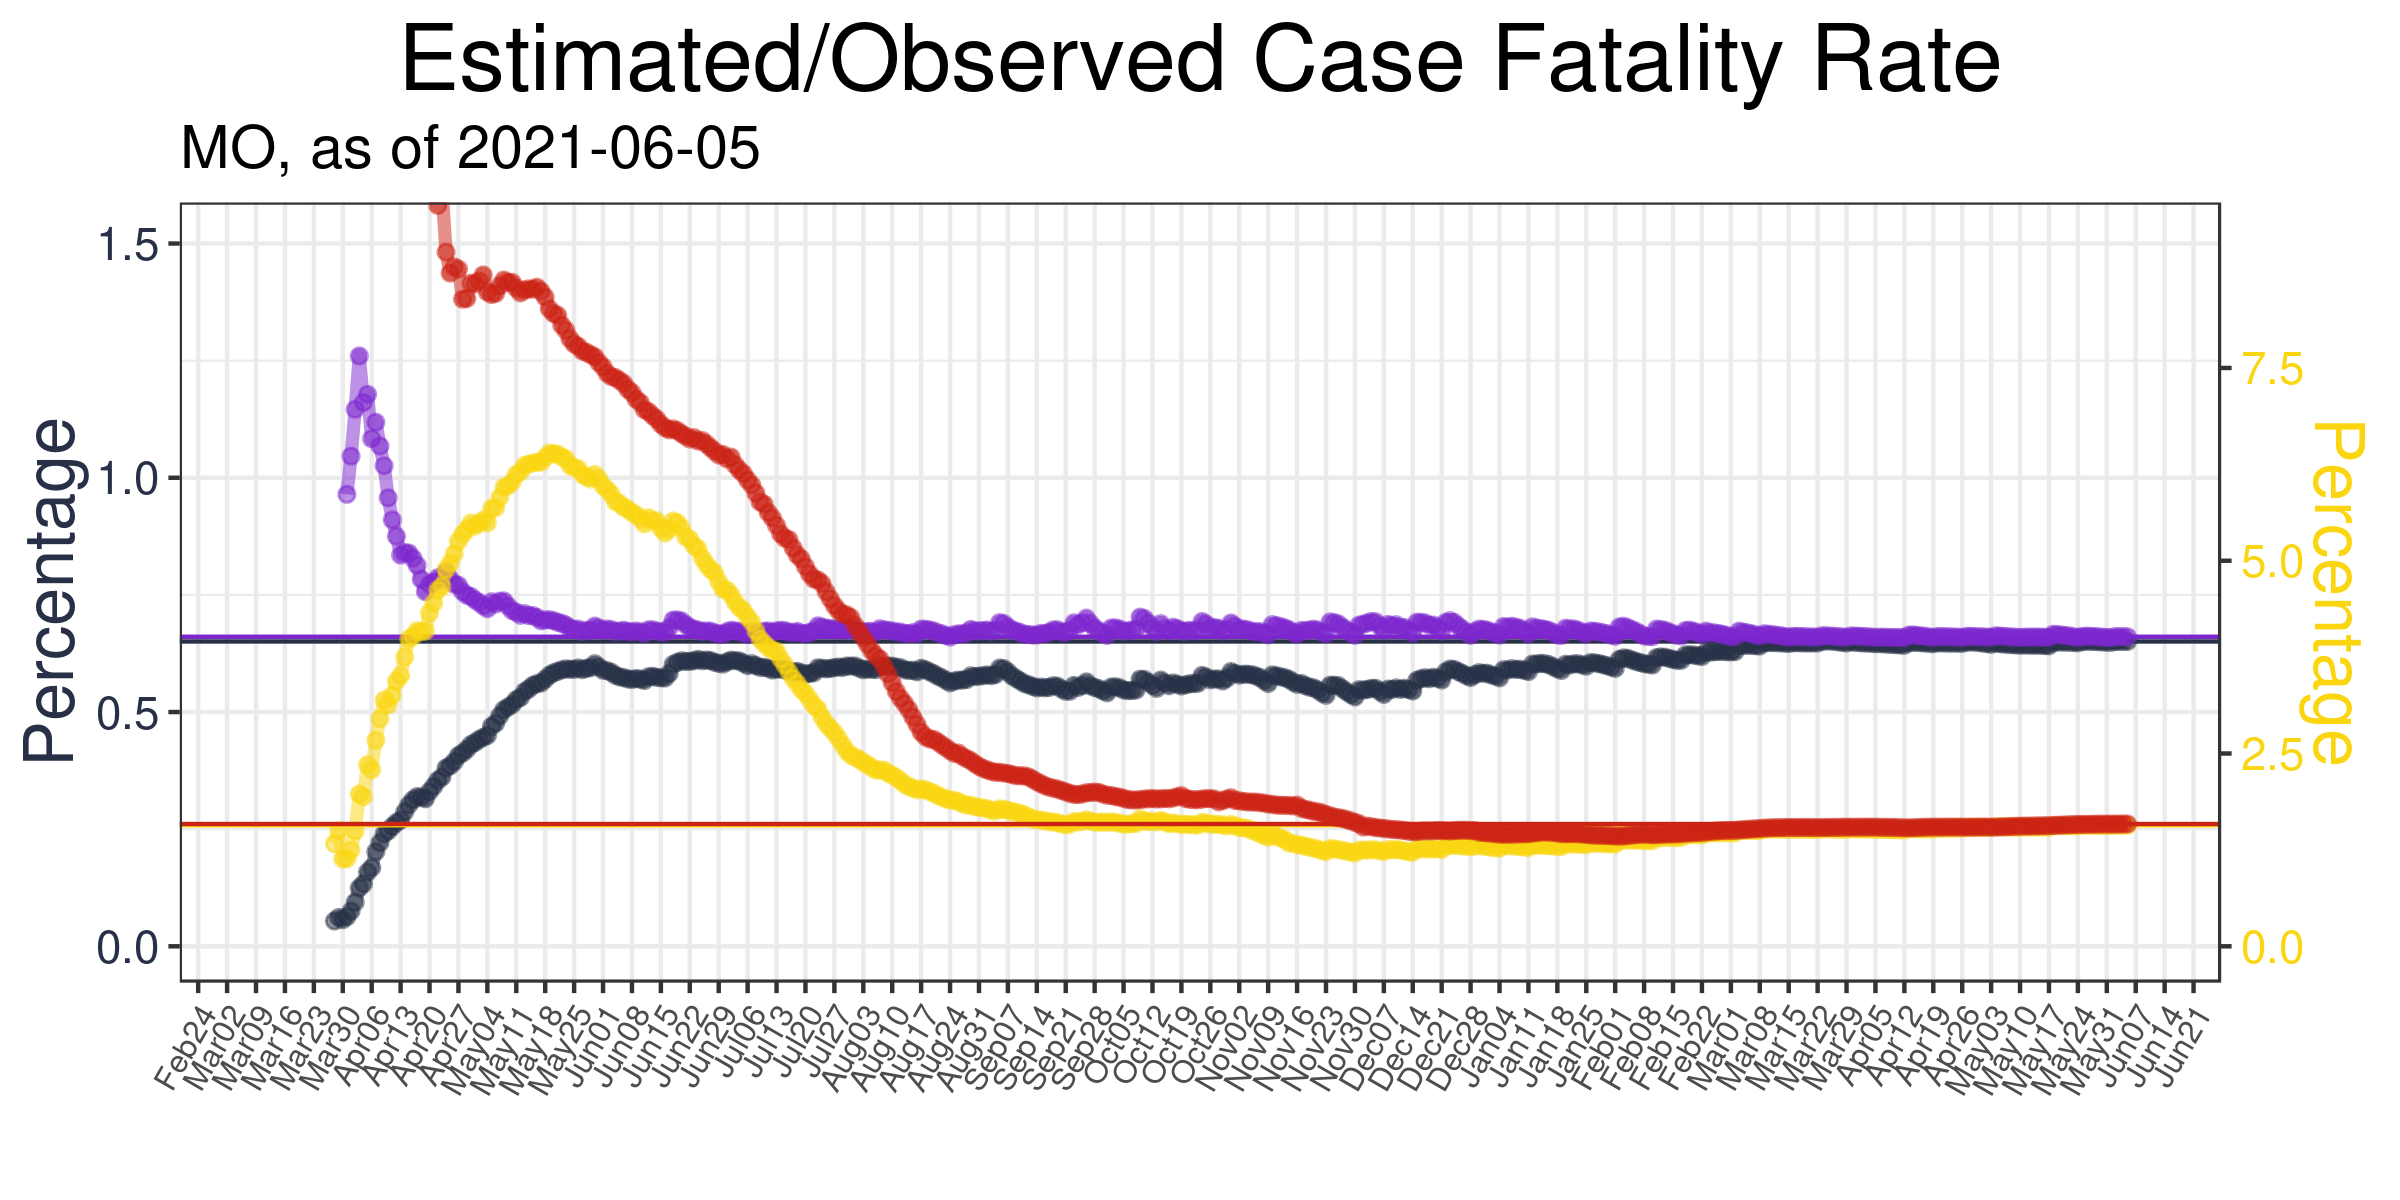 Estimated/Observed Case Fatality Rate
MO, as of 2021-06-05
Percentage
1.5
1.0
0.5
0.0
7.5
5.0
2.5
0.0
Percentage
Feb24
Mar02
Mar09
Mar16
Mar23
Mar30
Apr06
Apr13
Apr20
Apr27
May04
May11
May18
May25
Jun01
Jun08
Jun15
Jun22
Jun29
Jul06
Jul13
Jul20
Jul27
Aug03
Aug10
Aug17
Aug24
Aug31
Sep07
Sep14
Sep21
Sep28
Oct05
Oct12
Oct19
Oct26
Nov02
Nov09
Nov16
Nov23
Nov30
Dec07
Dec14
Dec21
Dec28
Jan04
Jan11
Jan18
Jan25
Feb01
Feb08
Feb15
Feb22
Mar01
Mar08
Mar15
Mar22
Mar29
Apr05
Apr12
Apr19
Apr26
May03
May10
May17
May24
May31
Jun07
Jun14
Jun21